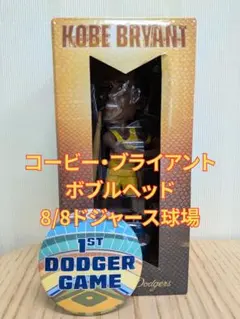 KOBE BRYANT
コービー・ブライアント
ボブルヘッド
8/8ドジャース球場
1ST
DODGER
GAME
Dodgers